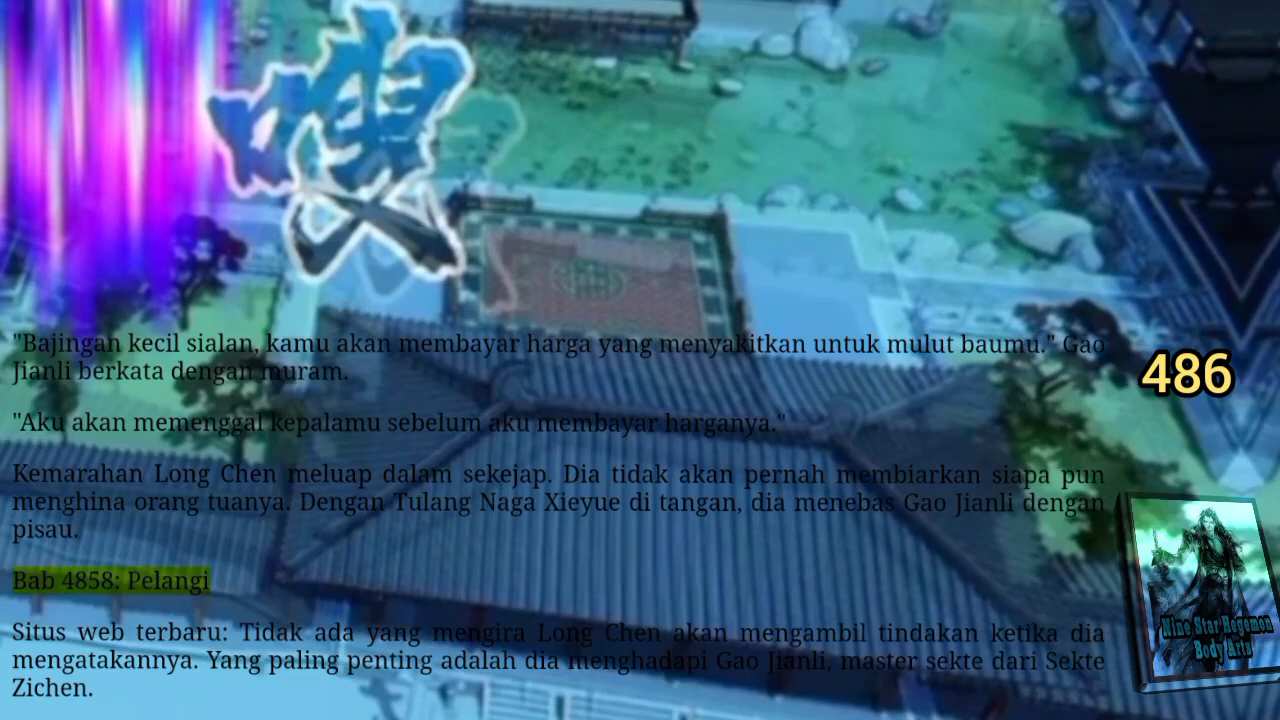 嗖
"Bajingan kecil sialan, kamu akan membayar harga yang menyakitkan untuk mulut baumu." Gao
Jianli berkata dengan muram.
"Aku akan memenggal kepalamu sebelum aku membayar harganya."
Kemarahan Long Chen meluap dalam sekejap. Dia tidak akan pernah membiarkan siapa pun
menghina orang tuanya. Dengan Tulang Naga Xieyue di tangan, dia menebas Gao Jianli dengan
pisau.
Bab 4858: Pelangi
Situs web terbaru: Tidak ada yang mengira Long Chen akan mengambil tindakan ketika dia
mengatakannya. Yang paling penting adalah dia menghadapi Gao Jianli, master sekte dari Sekte
Zichen.
486
Nine Star Hegemon
Body Arts